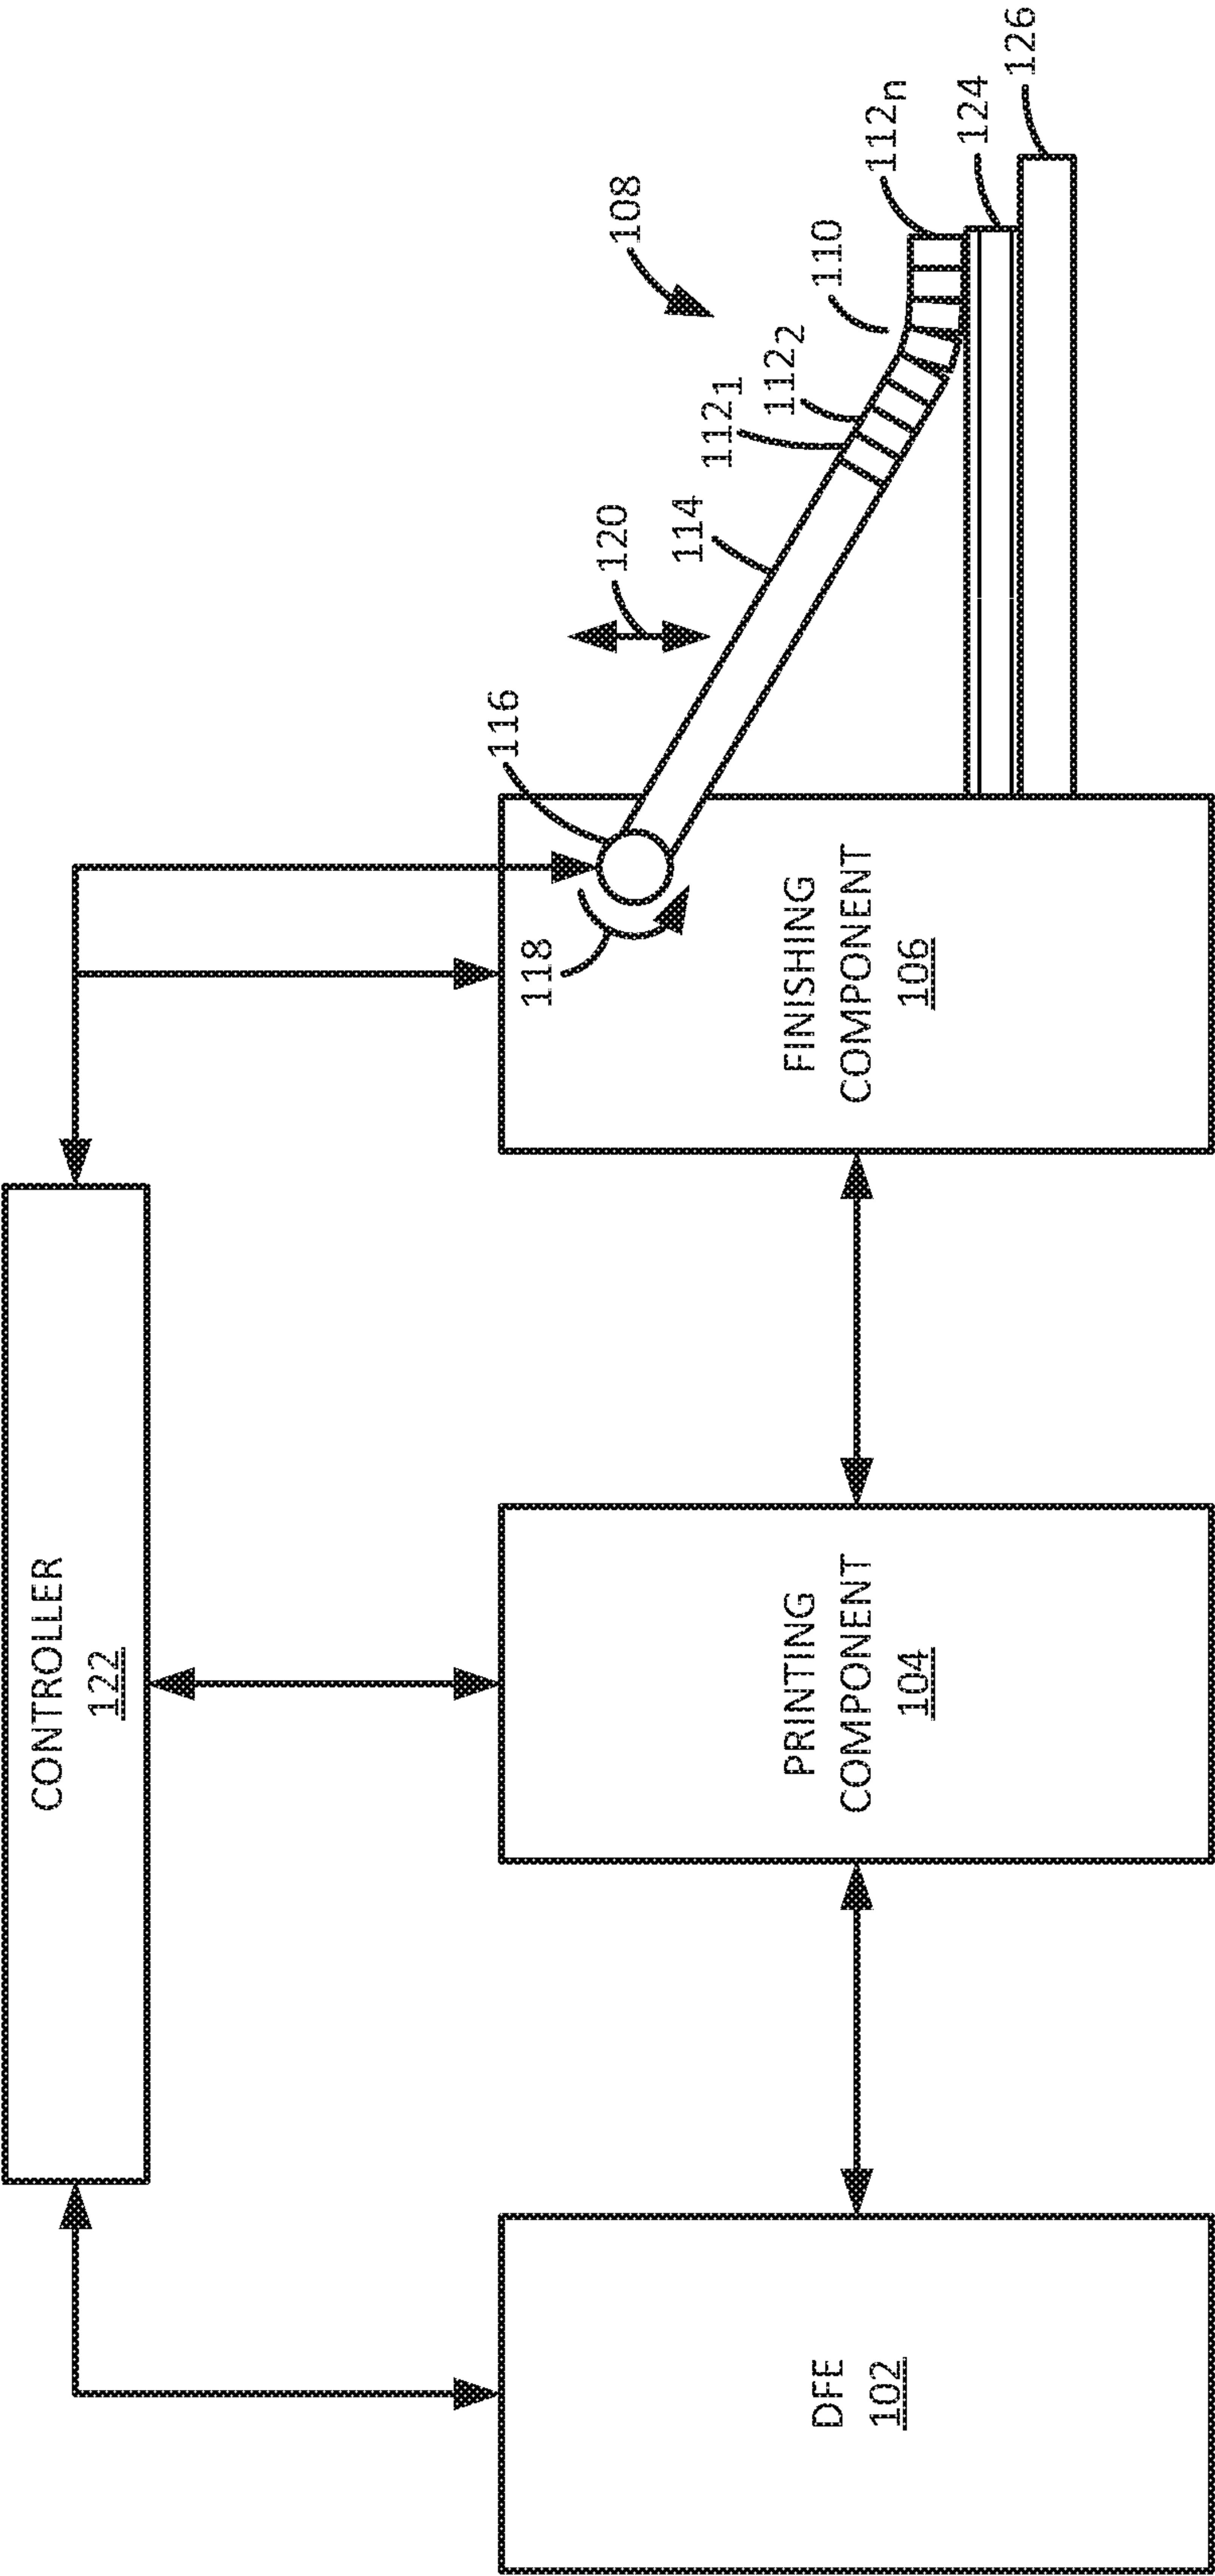 CONTROLLER
122
DFE
102
PRINTING
COMPONENT
104
FINISHING
COMPONENT
106
118
116
120
114
112₁
112₂
108
110
112ₙ
124
126